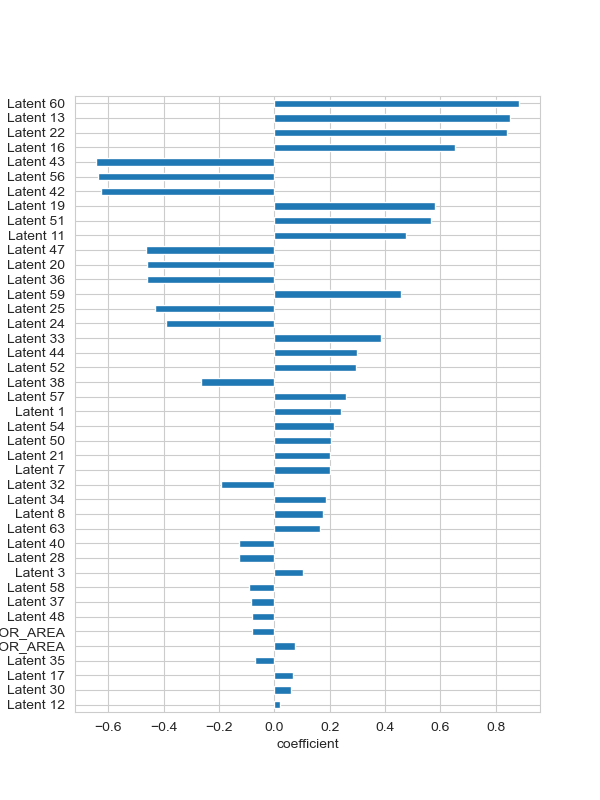 Latent 60
Latent 13
Latent 22
Latent 16
Latent 43
Latent 56
Latent 42
Latent 19
Latent 51
Latent 11
Latent 47
Latent 20
Latent 36
Latent 59
Latent 25
Latent 24
Latent 33
Latent 44
Latent 52
Latent 38
Latent 57
Latent 1
Latent 54
Latent 50
Latent 21
Latent 7
Latent 32
Latent 34
Latent 8
Latent 63
Latent 40
Latent 28
Latent 3
Latent 58
Latent 37
Latent 48
OR_AREA
OR_AREA
Latent 35
Latent 17
Latent 30
Latent 12
−0.6 −0.4 −0.2 0.0 0.2 0.4 0.6 0.8
coefficient